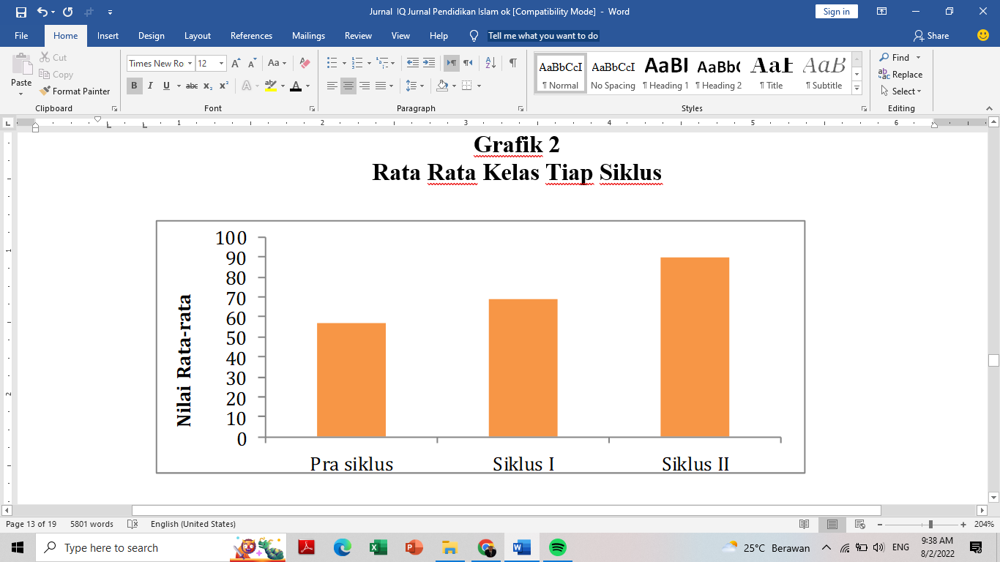 Jurnal IQ Jurnal Pendidikan Islam ok [Compatibility Mode] - Word
Sign in
File Home Insert Design Layout References Mailings Review View Help Tell me what you want to do Share
Paste
Cut
Copy
Format Painter
Clipboard
Times New Ro 12
Font
Paragraph
AaBbCcI AaBbCcI AaBl AaBbC AaE AaB
¶ Normal No Spacing ¶ Heading 1 ¶ Heading 2 ¶ Title ¶ Subtitle
Styles
Find
Replace
Select
Editing
1 2 3 4 5 6
Grafik 2
Rata Rata Kelas Tiap Siklus
Nilai Rata-rata
100
90
80
70
60
50
40
30
20
10
0
Pra siklus Siklus I Siklus II
Page 13 of 19 5801 words English (United States) 204%
Type here to search
25°C Berawan ENG 9:38 AM
8/2/2022